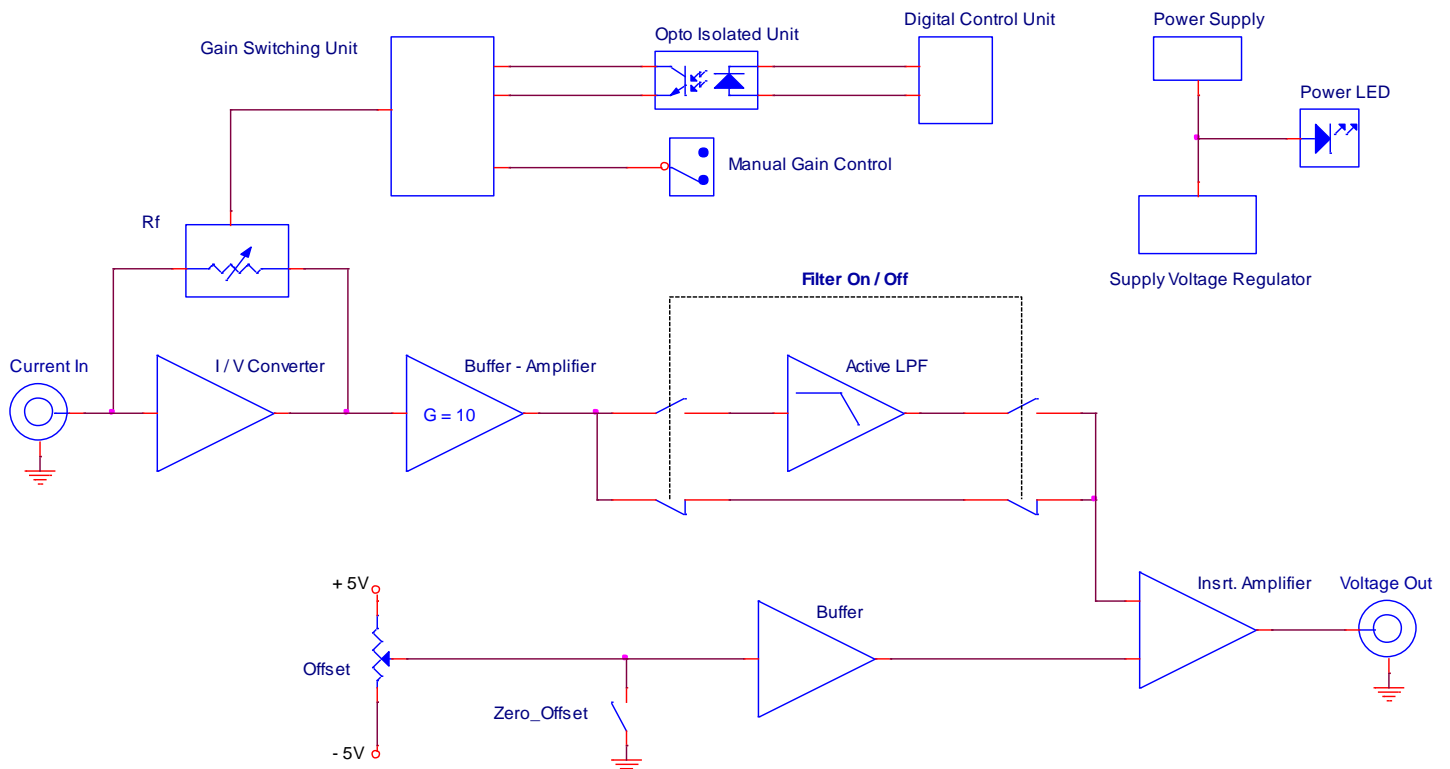 Digital Control Unit
Power Supply
Opto Isolated Unit
Gain Switching Unit
Power LED
Manual Gain Control
Rf
Filter On / Off
Supply Voltage Regulator
Current In
I / V Converter
Buffer - Amplifier
Active LPF
G = 10
+ 5V
Insrt. Amplifier
Voltage Out
Buffer
Offset
Zero_Offset
- 5V